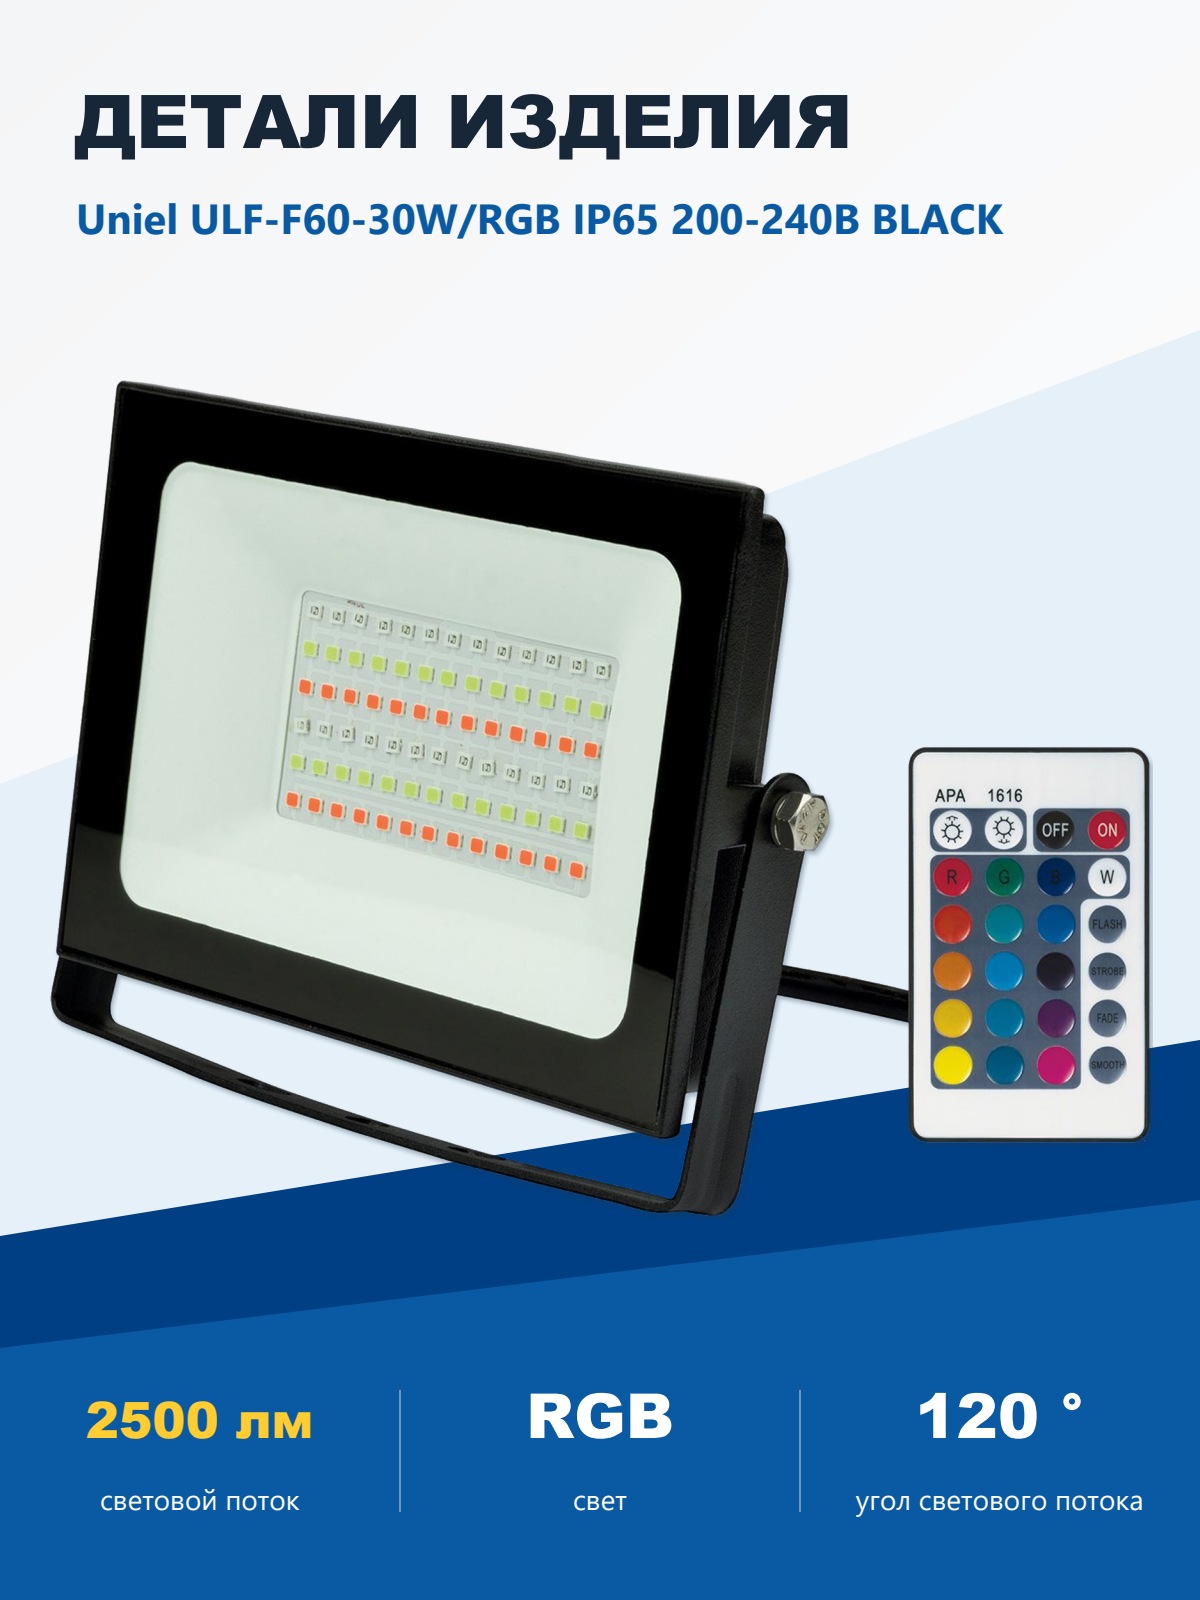 ДЕТАЛИ ИЗДЕЛИЯ
Uniel ULF-F60-30W/RGB IP65 200-240В BLACK
APA 1616
OFF ON
R G B W
FLASH
STROBE
FADE
SMOOTH
2500 лм
световой поток
RGB
свет
120 °
угол светового потока